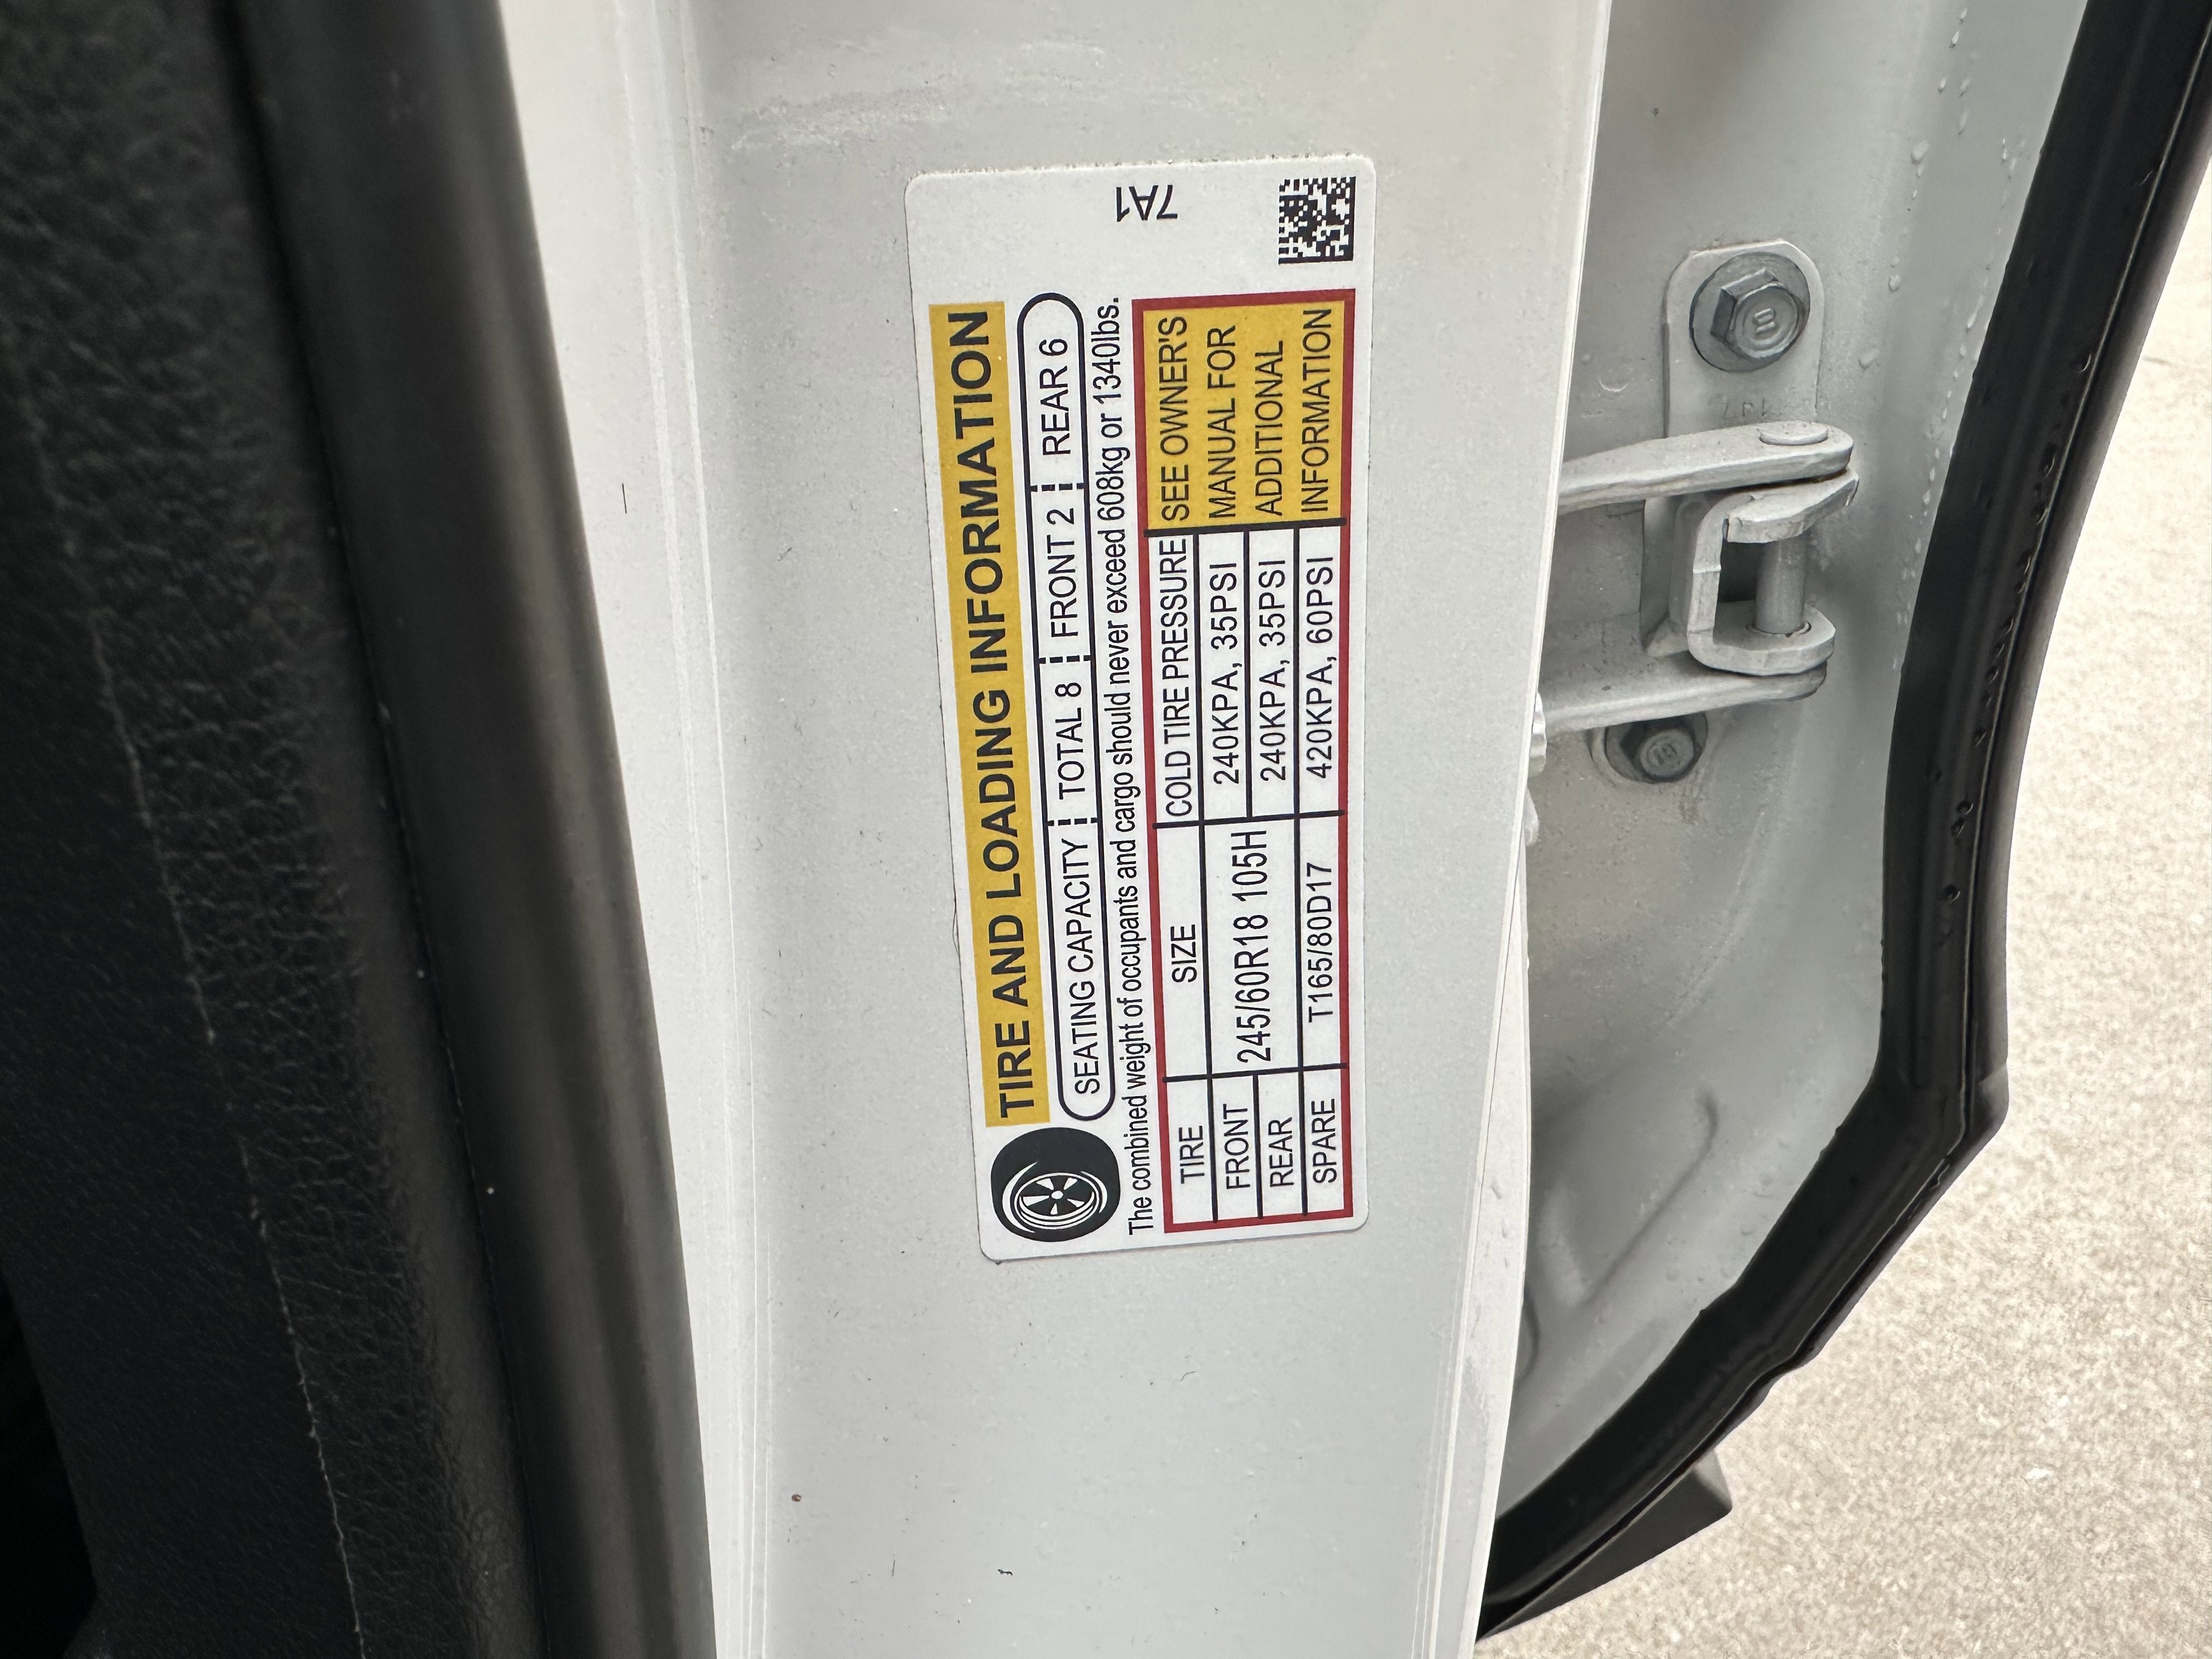 TIRE AND LOADING INFORMATION
SEATING CAPACITY TOTAL 8 FRONT 2 REAR 6
The combined weight of occupants and cargo should never exceed 608kg or 1340lbs.
TIRE SIZE COLD TIRE PRESSURE SEE OWNER'S
FRONT 245/60R18 105H 240KPA, 35PSI MANUAL FOR
REAR 240KPA, 35PSI ADDITIONAL
SPARE T165/80D17 420KPA, 60PSI INFORMATION
7A1